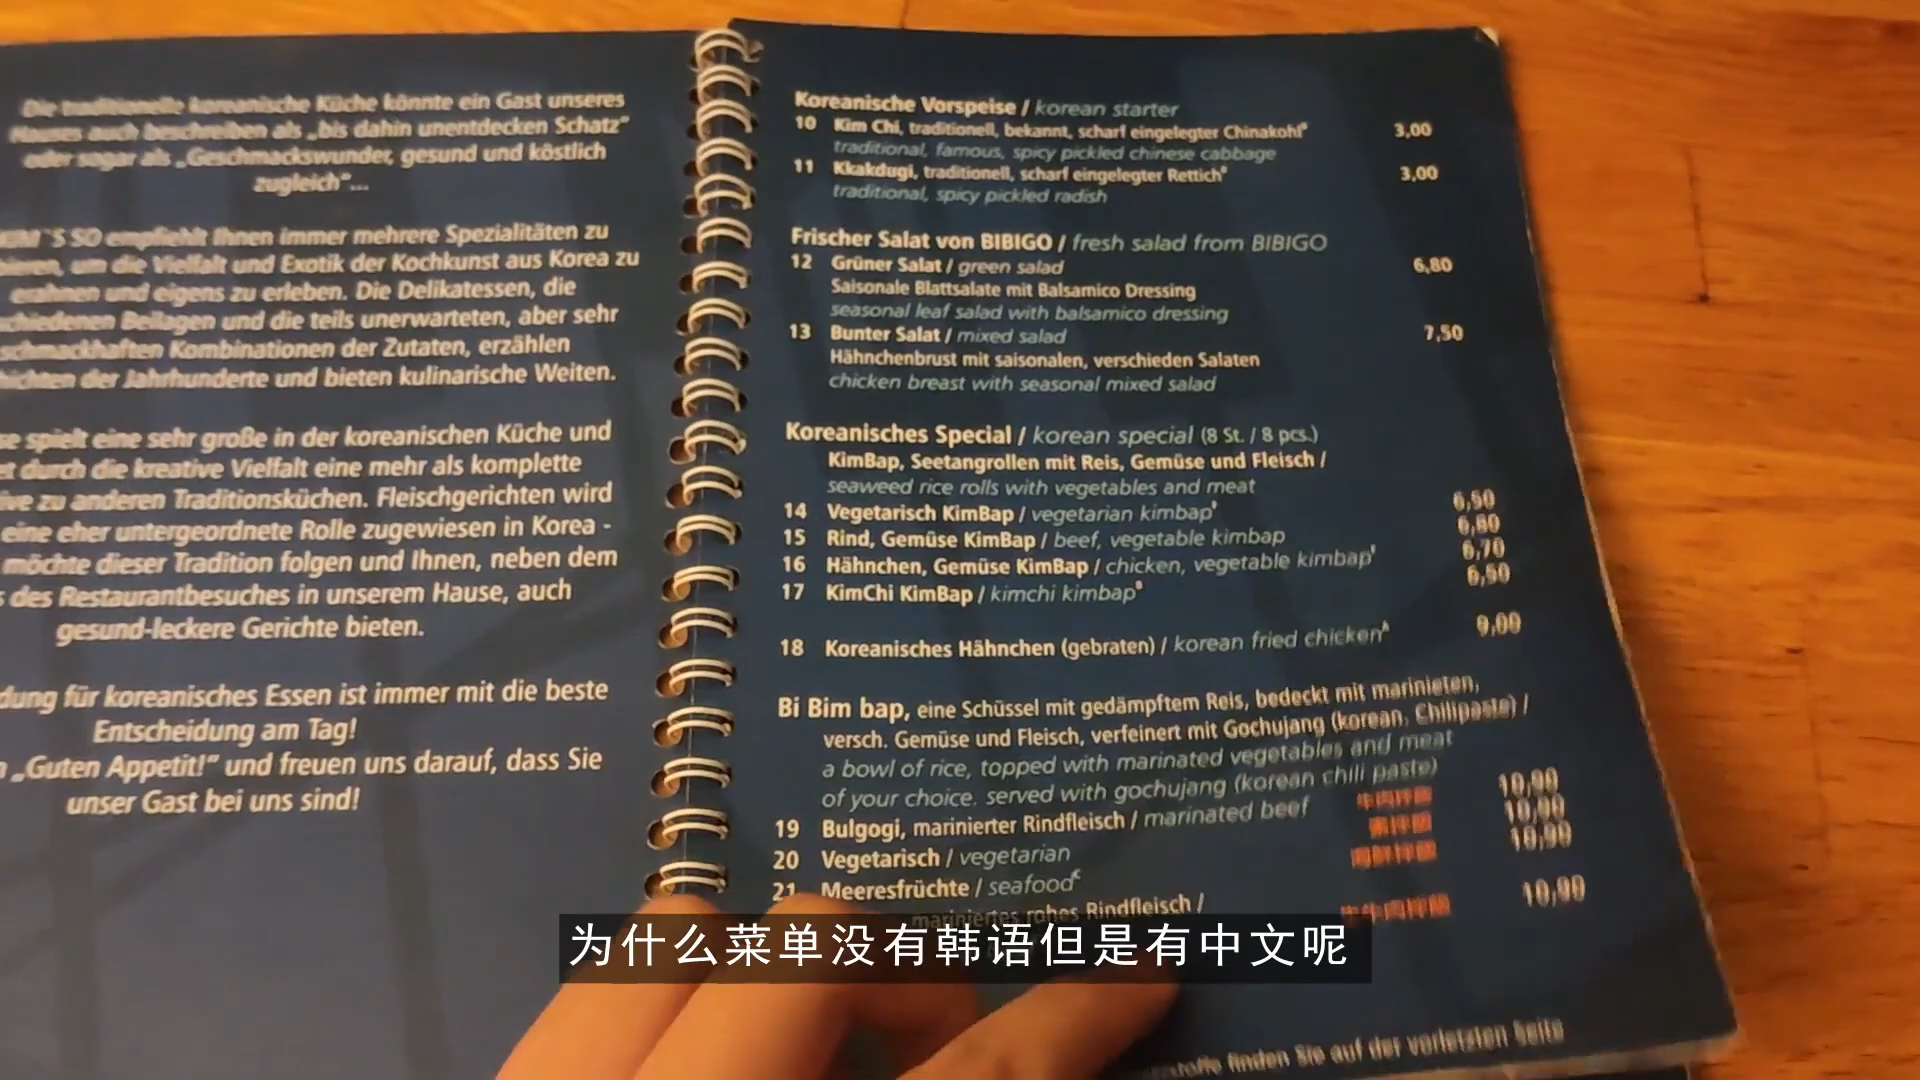 Die traditionelle koreanische Küche könnte ein Gast unseres
Hauses auch beschreiben als „bis dahin unentdecken Schatz“
oder sogar als „Geschmackswunder, gesund und köstlich
zugleich“...
`S SO empfiehlt Ihnen immer mehrere Spezialitäten zu
um die Vielfalt und Exotik der Kochkunst aus Korea zu
und eigens zu erleben. Die Delikatessen, die
Beilagen und die teils unerwarteten, aber sehr
schmackhaften Kombinationen der Zutaten, erzählen
der Jahrhunderte und bieten kulinarische Weiten.
spielt eine sehr große in der koreanischen Küche und
durch die kreative Vielfalt eine mehr als komplette
zu anderen Traditionsküchen. Fleischgerichten wird
eine eher untergeordnete Rolle zugewiesen in Korea -
möchte dieser Tradition folgen und Ihnen, neben dem
des Restaurantbesuches in unserem Hause, auch
gesund-leckere Gerichte bieten.
dung für koreanisches Essen ist immer mit die beste
Entscheidung am Tag!
„Guten Appetit!“ und freuen uns darauf, dass Sie
unser Gast bei uns sind!
Koreanische Vorspeise / korean starter
10 Kim Chi, traditionell, bekannt, scharf eingelegter Chinakohl 3,00
traditional, famous, spicy pickled chinese cabbage
11 Kkakdugi, traditionell, scharf eingelegter Rettich 3,00
traditional, spicy pickled radish
Frischer Salat von BIBIGO / fresh salad from BIBIGO
12 Grüner Salat / green salad 6,80
Saisonale Blattsalate mit Balsamico Dressing
seasonal leaf salad with balsamico dressing
13 Bunter Salat / mixed salad 7,50
Hähnchenbrust mit saisonalen, verschieden Salaten
chicken breast with seasonal mixed salad
Koreanisches Special / korean special (8 St. / 8 pcs.)
KimBap, Seetangrollen mit Reis, Gemüse und Fleisch /
seaweed rice rolls with vegetables and meat
14 Vegetarisch KimBap / vegetarian kimbap 6,50
15 Rind, Gemüse KimBap / beef, vegetable kimbap 6,80
16 Hähnchen, Gemüse KimBap / chicken, vegetable kimbap 6,70
17 KimChi KimBap / kimchi kimbap 6,50
18 Koreanisches Hähnchen (gebraten) / korean fried chicken 9,00
Bi Bim bap, eine Schüssel mit gedämpftem Reis, bedeckt mit marinieten,
versch. Gemüse und Fleisch, verfeinert mit Gochujang (korean. Chilipaste) /
a bowl of rice, topped with marinated vegetables and meat
of your choice. served with gochujang (korean chili paste)
19 Bulgogi, marinierter Rindfleisch / marinated beef 牛肉拌飯 10,90
20 Vegetarisch / vegetarian 素拌飯 10,90
21 Meeresfrüchte / seafood 海鮮拌飯 10,90
mariniertes rohes Rindfleisch / 10,90
为什么菜单没有韩语但是有中文呢
finden Sie auf der vorletzten Seite